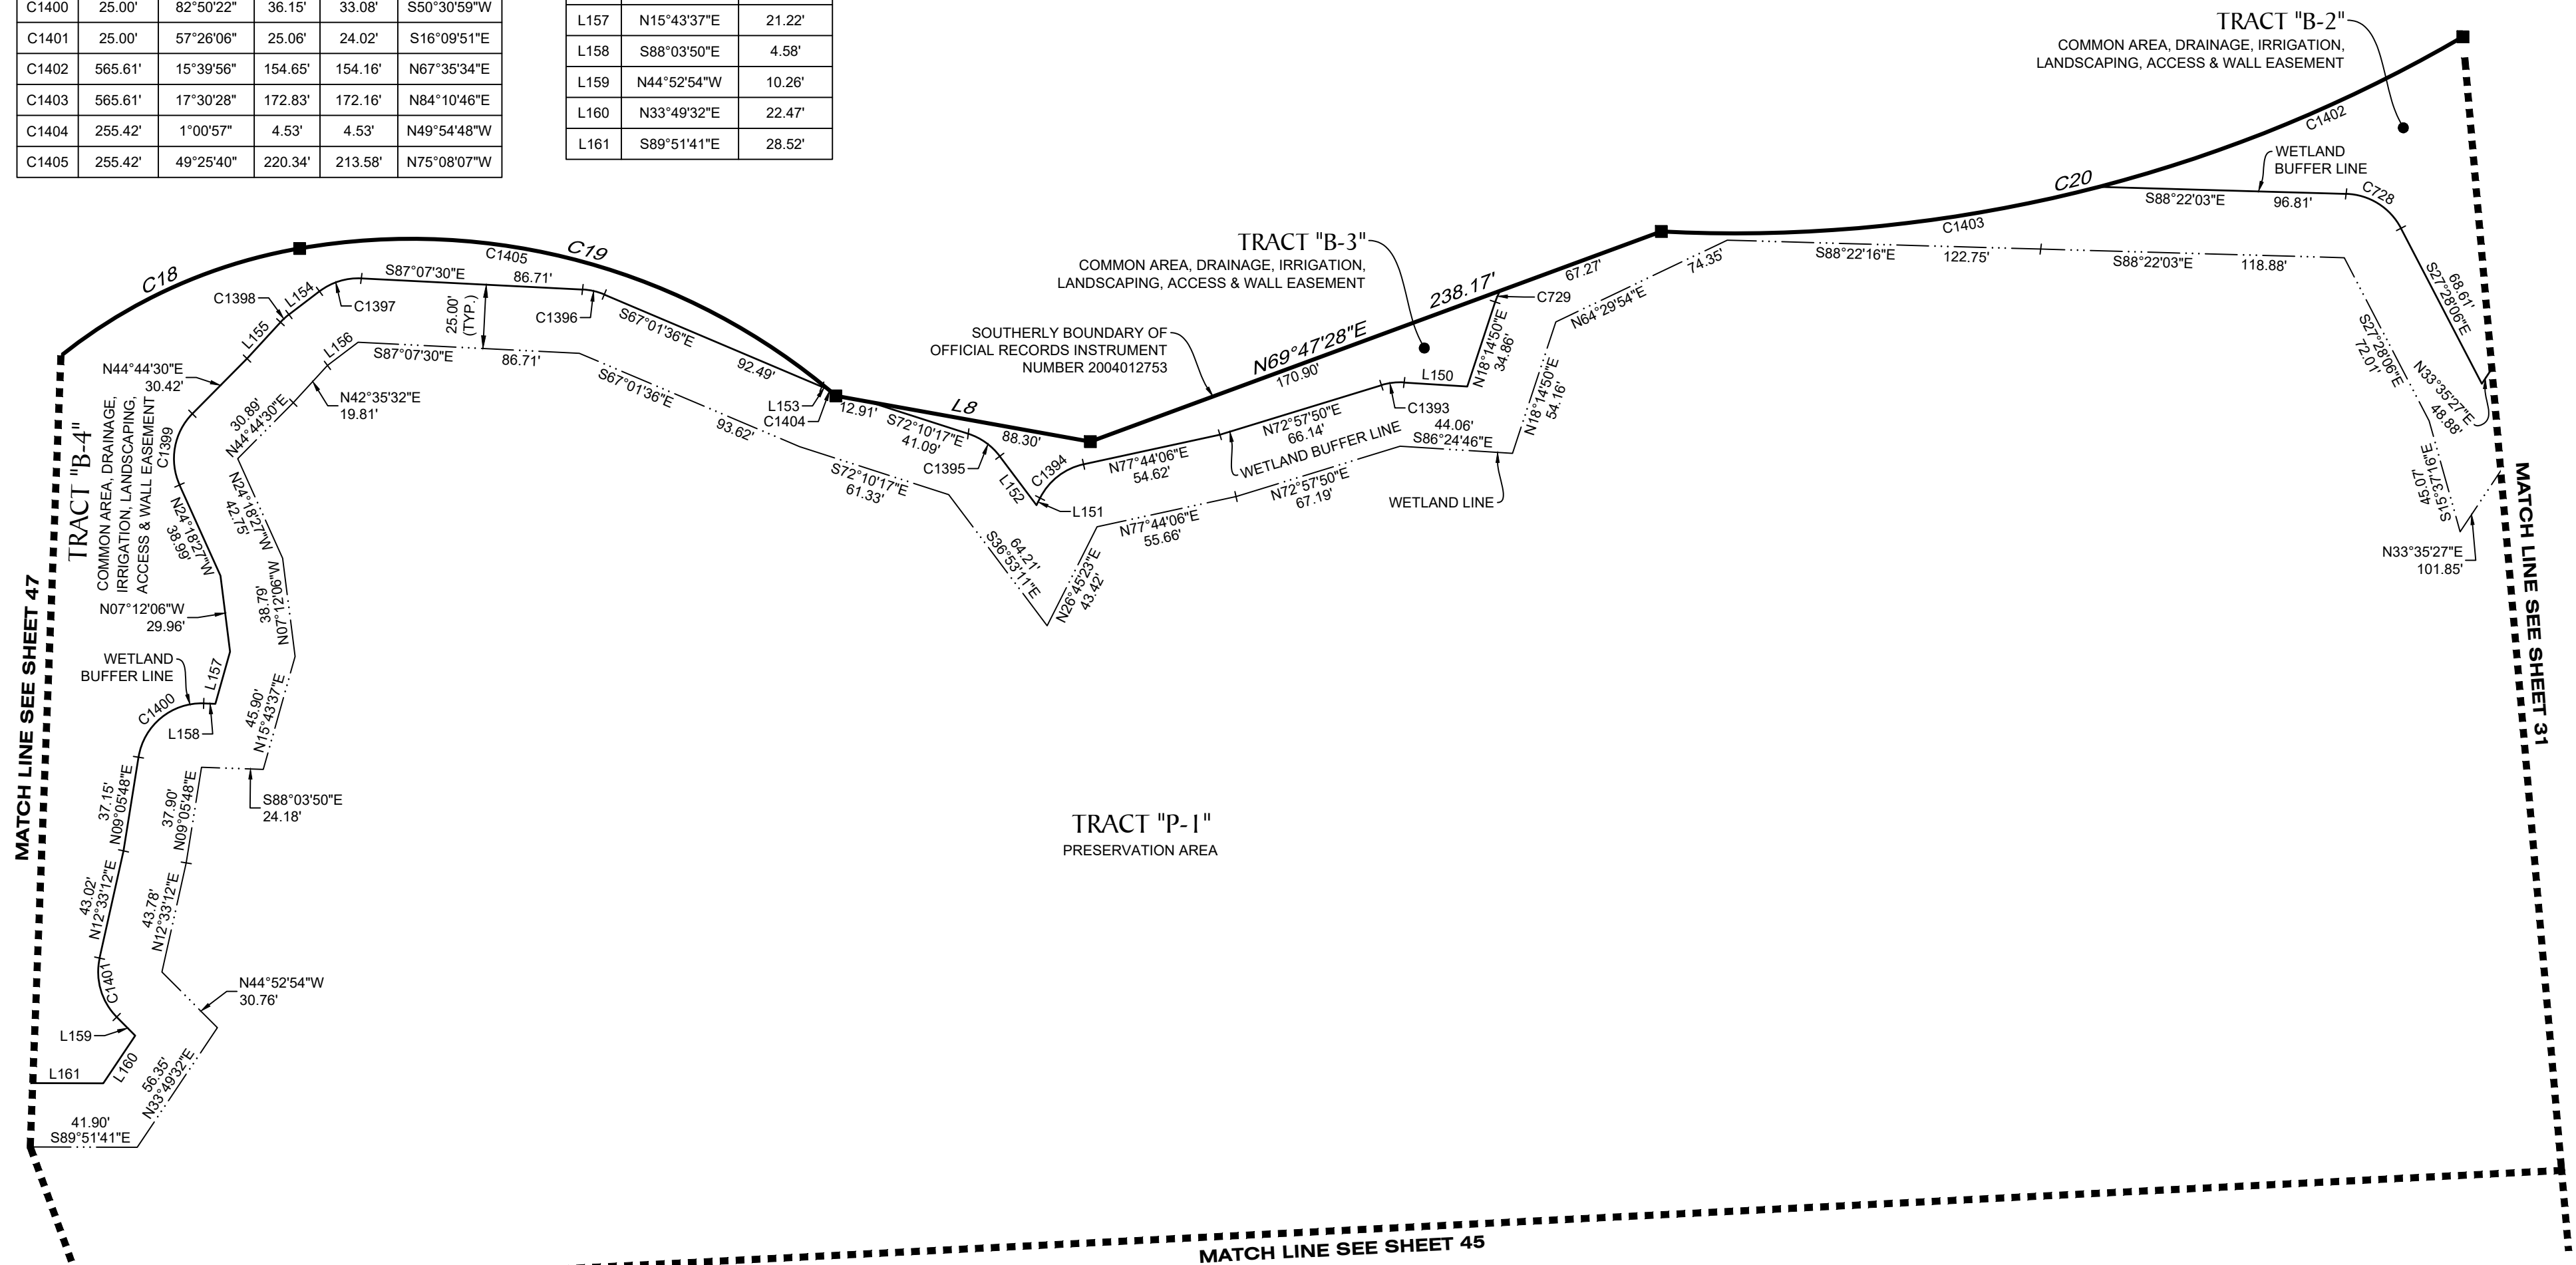 C1400 25.00' 82°50'22" 36.15' 33.08' S50°30'59"W
C1401 25.00' 57°26'06" 25.06' 24.02' S16°09'51"E
C1402 565.61' 15°39'56" 154.65' 154.16' N67°35'34"E
C1403 565.61' 17°30'28" 172.83' 172.16' N84°10'46"E
C1404 255.42' 1°00'57" 4.53' 4.53' N49°54'48"W
C1405 255.42' 49°25'40" 220.34' 213.58' N75°08'07"W
L157 N15°43'37"E 21.22'
L158 S88°03'50"E 4.58'
L159 N44°52'54"W 10.26'
L160 N33°49'32"E 22.47'
L161 S89°51'41"E 28.52'
TRACT "B-2"
COMMON AREA, DRAINAGE, IRRIGATION,
LANDSCAPING, ACCESS & WALL EASEMENT
C1402
WETLAND
BUFFER LINE
C20
S88°22'03"E 96.81'
C728
C1403
S88°22'16"E 122.75'
S88°22'03"E 118.88'
68.61'
S27°28'06"E
S27°28'06"E
72.01'
N33°35'27"E
48.88'
S15°37'16"E
45.07'
N33°35'27"E
101.85'
MATCH LINE SEE SHEET 31
TRACT "B-3"
COMMON AREA, DRAINAGE, IRRIGATION,
LANDSCAPING, ACCESS & WALL EASEMENT
SOUTHERLY BOUNDARY OF
OFFICIAL RECORDS INSTRUMENT
NUMBER 2004012753
N69°47'28"E 238.17'
170.90'
67.27'
74.35'
N64°29'54"E
C729
N18°14'50"E
34.86'
N18°14'50"E
54.16'
L150
C1393
44.06'
S86°24'46"E
N72°57'50"E
66.14'
WETLAND BUFFER LINE
WETLAND LINE
N72°57'50"E
67.19'
N77°44'06"E
54.62'
N77°44'06"E
55.66'
C1394
L151
L152
C1395
N26°45'23"E
43.42'
64.21'
S36°53'11"E
L8
12.91'
88.30'
S72°10'17"E
41.09'
S72°10'17"E
61.33'
L153
C1404
C18
C19
C1405
S87°07'30"E 86.71'
C1396
C1397
C1398
L154
L155
L156
25.00'
(TYP.)
S67°01'36"E
92.49'
S87°07'30"E 86.71'
S67°01'36"E
93.62'
N44°44'30"E
30.42'
N42°35'32"E
19.81'
30.89'
N44°44'30"E
C1399
TRACT "B-4"
COMMON AREA, DRAINAGE,
IRRIGATION, LANDSCAPING,
ACCESS & WALL EASEMENT
N24°18'27"W
38.99'
N24°18'27"W
42.75'
N07°12'06"W
29.96'
38.79'
N07°12'06"W
WETLAND
BUFFER LINE
L157
C1400
L158
45.90'
N15°43'37"E
S88°03'50"E
24.18'
37.15'
N09°05'48"E
37.90'
N09°05'48"E
43.02'
N12°33'12"E
43.78'
N12°33'12"E
C1401
N44°52'54"W
30.76'
L159
L160
L161
56.35'
N33°49'32"E
41.90'
S89°51'41"E
MATCH LINE SEE SHEET 47
TRACT "P-1"
PRESERVATION AREA
MATCH LINE SEE SHEET 45